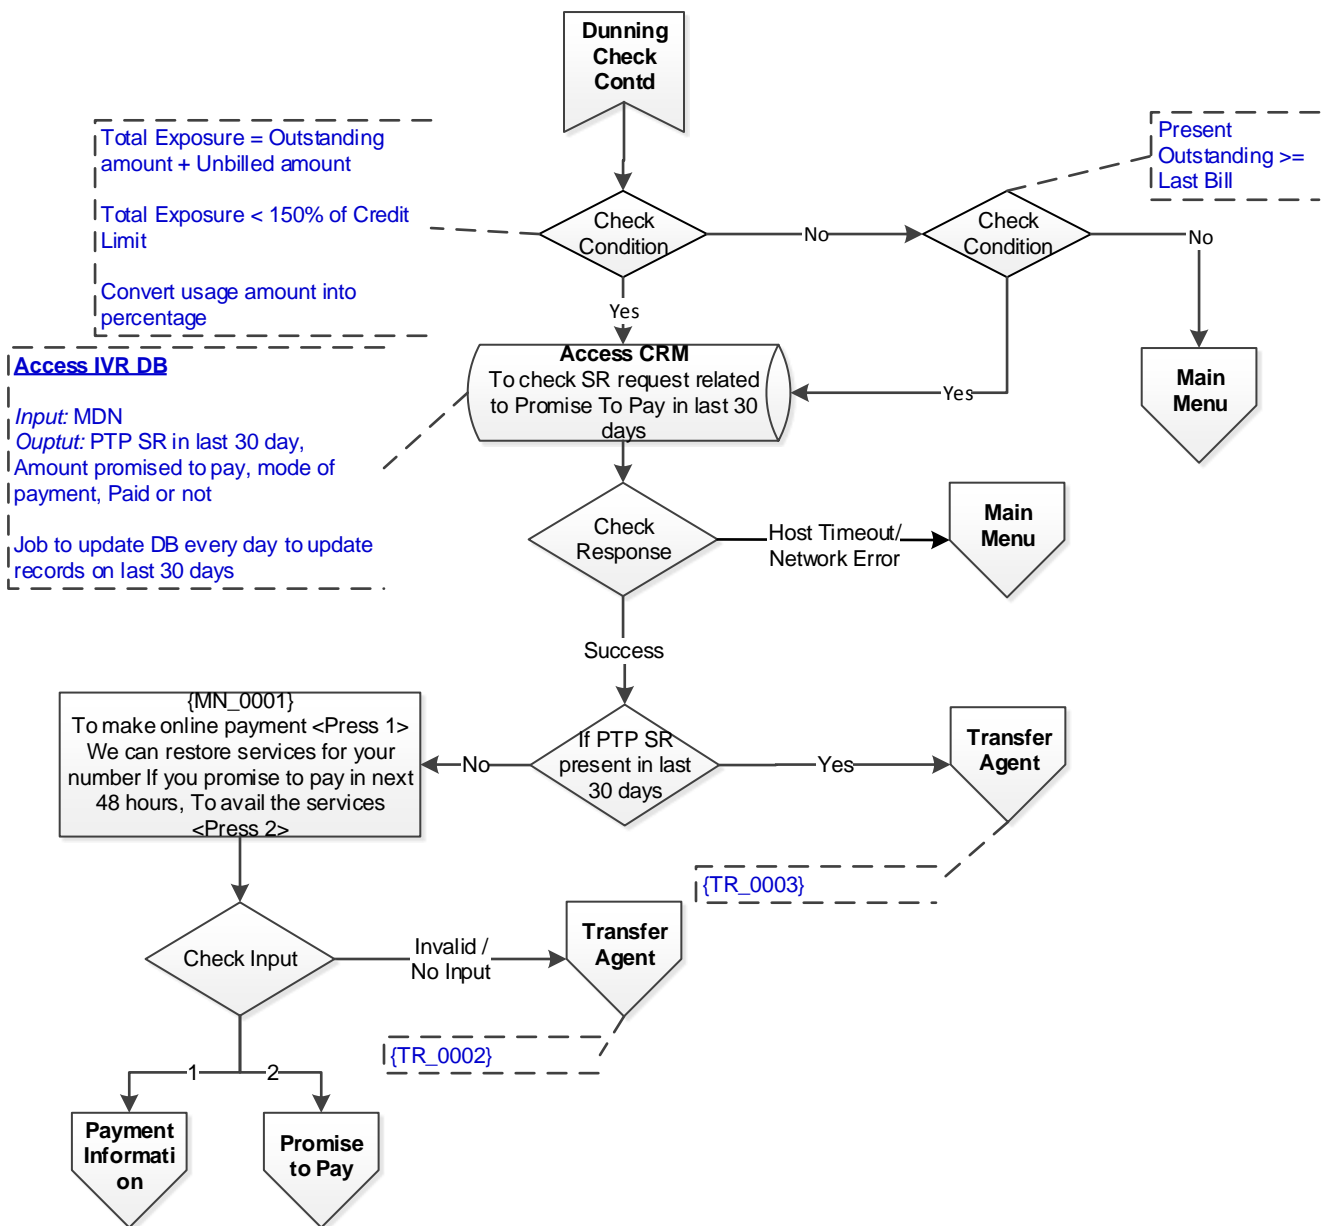 Dunning
Check
Contd
Total Exposure = Outstanding
amount + Unbilled amount
Total Exposure < 150% of Credit
Limit
Convert usage amount into
percentage
Present
Outstanding >=
Last Bill
Check
Condition
No
Check
Condition
No
Yes
Access IVR DB
Input: MDN
Ouptut: PTP SR in last 30 day,
Amount promised to pay, mode of
payment, Paid or not
Job to update DB every day to update
records on last 30 days
Access CRM
To check SR request related
to Promise To Pay in last 30
days
Yes
Main
Menu
Check
Response
Host Timeout/
Network Error
Main
Menu
Success
{MN_0001}
To make online payment <Press 1>
We can restore services for your
number If you promise to pay in next
48 hours, To avail the services
<Press 2>
No
If PTP SR
present in last
30 days
Yes
Transfer
Agent
{TR_0003}
Check Input
Invalid /
No Input
Transfer
Agent
{TR_0002}
1
2
Payment
Informati
on
Promise
to Pay